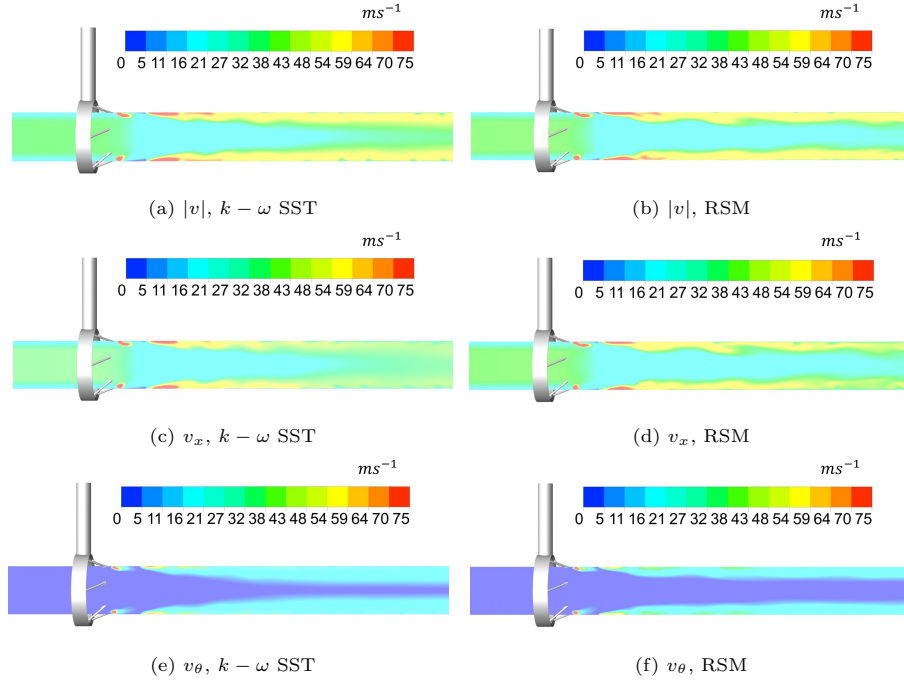 ms⁻¹ ms⁻¹
0 5 11 16 21 27 32 38 43 48 54 59 64 70 75 0 5 11 16 21 27 32 38 43 48 54 59 64 70 75
(a) |v|, k − ω SST (b) |v|, RSM
ms⁻¹ ms⁻¹
0 5 11 16 21 27 32 38 43 48 54 59 64 70 75 0 5 11 16 21 27 32 38 43 48 54 59 64 70 75
(c) vₓ, k − ω SST (d) vₓ, RSM
ms⁻¹ ms⁻¹
0 5 11 16 21 27 32 38 43 48 54 59 64 70 75 0 5 11 16 21 27 32 38 43 48 54 59 64 70 75
(e) v_θ, k − ω SST (f) v_θ, RSM